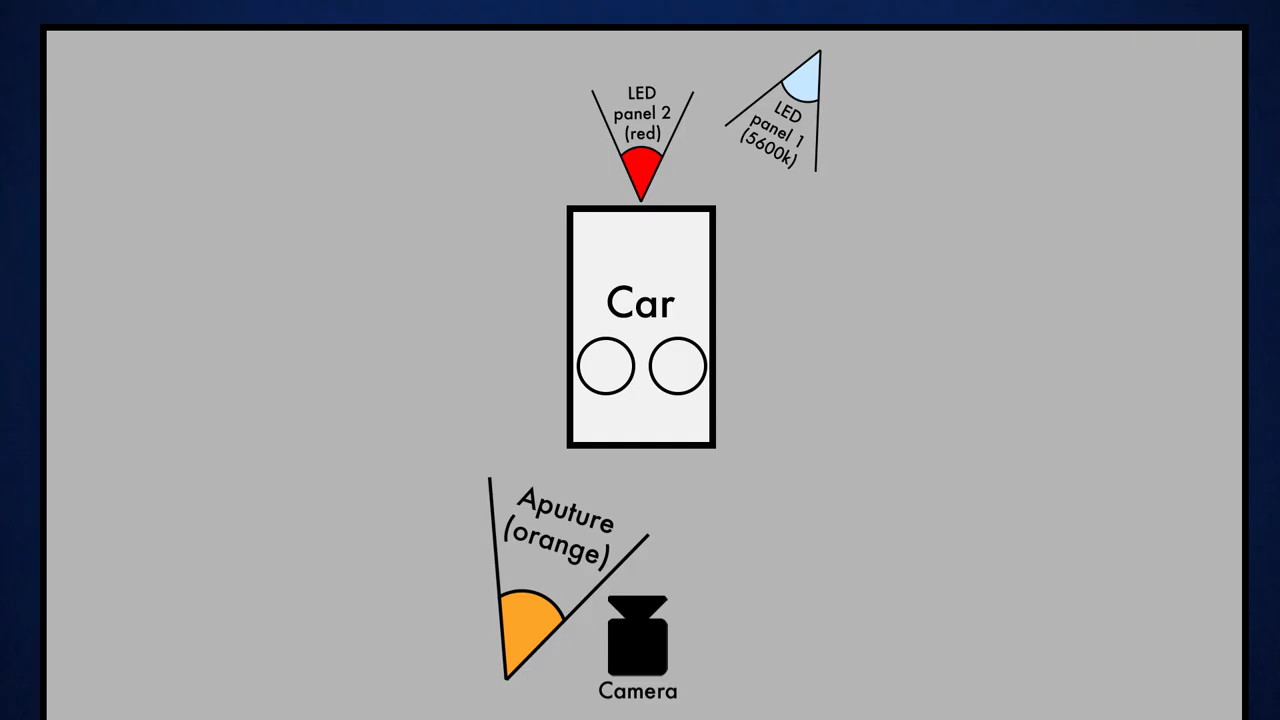 LED
panel 2
(red)
LED
panel 1
(5600k)
Car
Aputure
(orange)
Camera